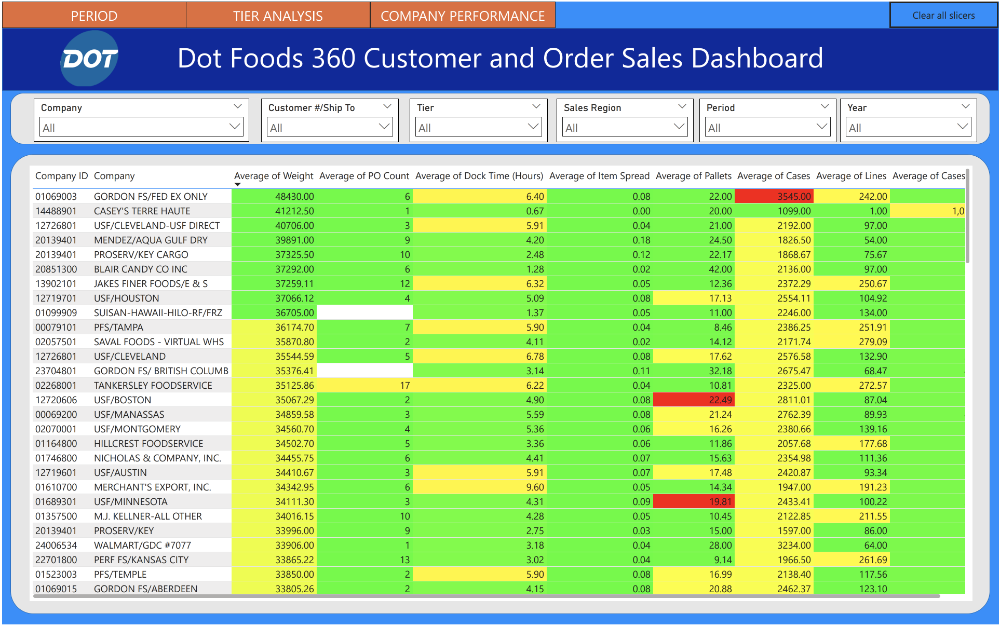 PERIOD TIER ANALYSIS COMPANY PERFORMANCE Clear all slicers
DOT Dot Foods 360 Customer and Order Sales Dashboard
Company Customer #/Ship To Tier Sales Region Period Year
All All All All All All
Company ID Company Average of Weight Average of PO Count Average of Dock Time (Hours) Average of Item Spread Average of Pallets Average of Cases Average of Lines Average of Cases
01069003 GORDON FS/FED EX ONLY 48430.00 6 6.40 0.08 22.00 3545.00 242.00
14488901 CASEY'S TERRE HAUTE 41212.50 1 0.67 0.00 20.00 1099.00 1.00
12726801 USF/CLEVELAND-USF DIRECT 40706.00 3 5.91 0.04 21.00 2192.00 97.00
20139401 MENDEZ/AQUA GULF DRY 39891.00 9 4.20 0.18 24.50 1826.50 54.00
20139401 PROSERV/KEY CARGO 37325.50 10 2.48 0.12 22.17 1868.67 75.67
20851300 BLAIR CANDY CO INC 37292.00 6 1.28 0.02 42.00 2136.00 97.00
13902101 JAKES FINER FOODS/E & S 37259.11 12 6.32 0.05 12.36 2372.29 250.67
12719701 USF/HOUSTON 37066.12 4 5.09 0.08 17.13 2554.11 104.92
01099909 SUISAN-HAWAII-HILO-RF/FRZ 36705.00 1.37 0.05 11.00 2246.00 134.00
00079101 PFS/TAMPA 36174.70 7 5.90 0.04 8.46 2386.25 251.91
02057501 SAVAL FOODS - VIRTUAL WHS 35870.80 2 4.11 0.02 14.12 2171.74 279.09
12726801 USF/CLEVELAND 35544.59 5 6.78 0.08 17.62 2576.58 132.90
23704801 GORDON FS/ BRITISH COLUMB 35376.41 3.14 0.11 32.18 2675.47 68.47
02268001 TANKERSLEY FOODSERVICE 35125.86 17 6.22 0.04 10.81 2325.00 272.57
12720606 USF/BOSTON 35067.29 2 4.90 0.08 22.49 2811.01 87.04
00069200 USF/MANASSAS 34859.58 3 5.59 0.08 21.24 2762.39 89.93
02070001 USF/MONTGOMERY 34560.70 4 5.36 0.06 16.26 2380.66 139.16
01164800 HILLCREST FOODSERVICE 34502.70 5 3.36 0.06 11.86 2057.68 177.68
01746800 NICHOLAS & COMPANY, INC. 34455.75 6 4.41 0.07 15.63 2354.98 111.36
12719601 USF/AUSTIN 34410.67 3 5.91 0.07 17.48 2420.87 93.34
01610700 MERCHANT'S EXPORT, INC. 34342.95 6 9.60 0.05 14.34 1947.00 191.23
01689301 USF/MINNESOTA 34111.30 3 4.31 0.09 19.81 2433.41 100.22
01357500 M.J. KELLNER-ALL OTHER 34016.15 10 4.28 0.05 10.45 2122.85 211.55
20139401 PROSERV/KEY 33996.00 9 2.75 0.03 15.00 1597.00 86.00
24006534 WALMART/GDC #7077 33906.00 1 3.18 0.04 28.00 3234.00 64.00
22701800 PERF FS/KANSAS CITY 33865.22 13 3.02 0.04 9.14 1966.50 261.69
01523003 PFS/TEMPLE 33850.00 2 5.90 0.08 16.99 2138.40 117.56
01069015 GORDON FS/ABERDEEN 33805.26 2 4.15 0.08 20.88 2462.37 123.10